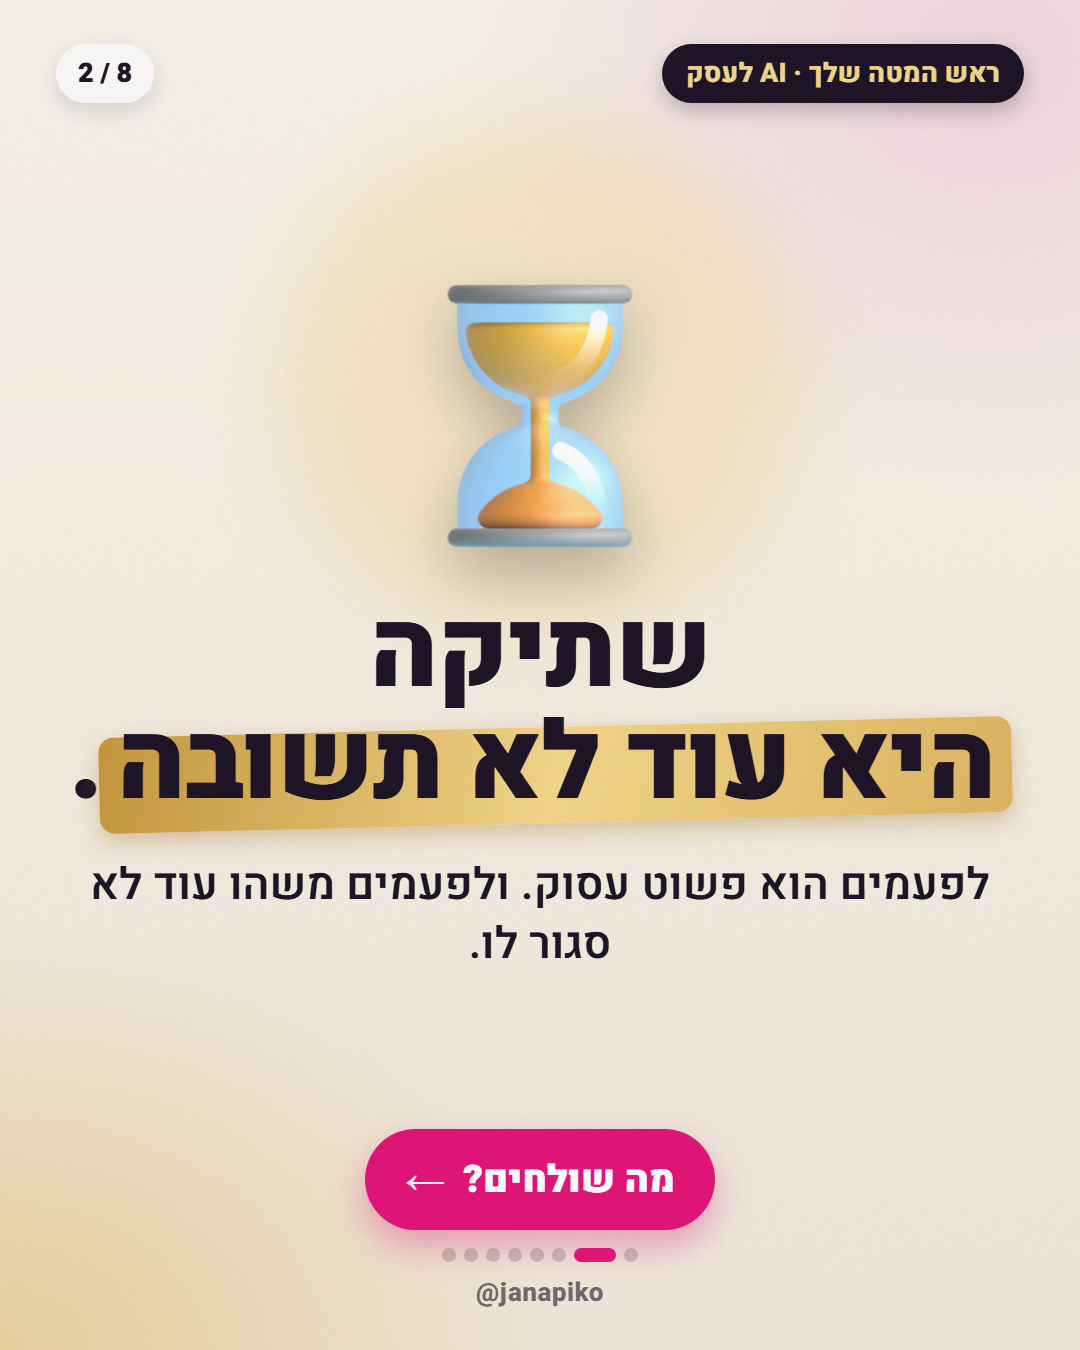 ראש המטה שלך · AI לעסק
2 / 8
שתיקה
היא עוד לא תשובה.
לפעמים הוא פשוט עסוק. ולפעמים משהו עוד לא
סגור לו.
מה שולחים? ←
@janapiko